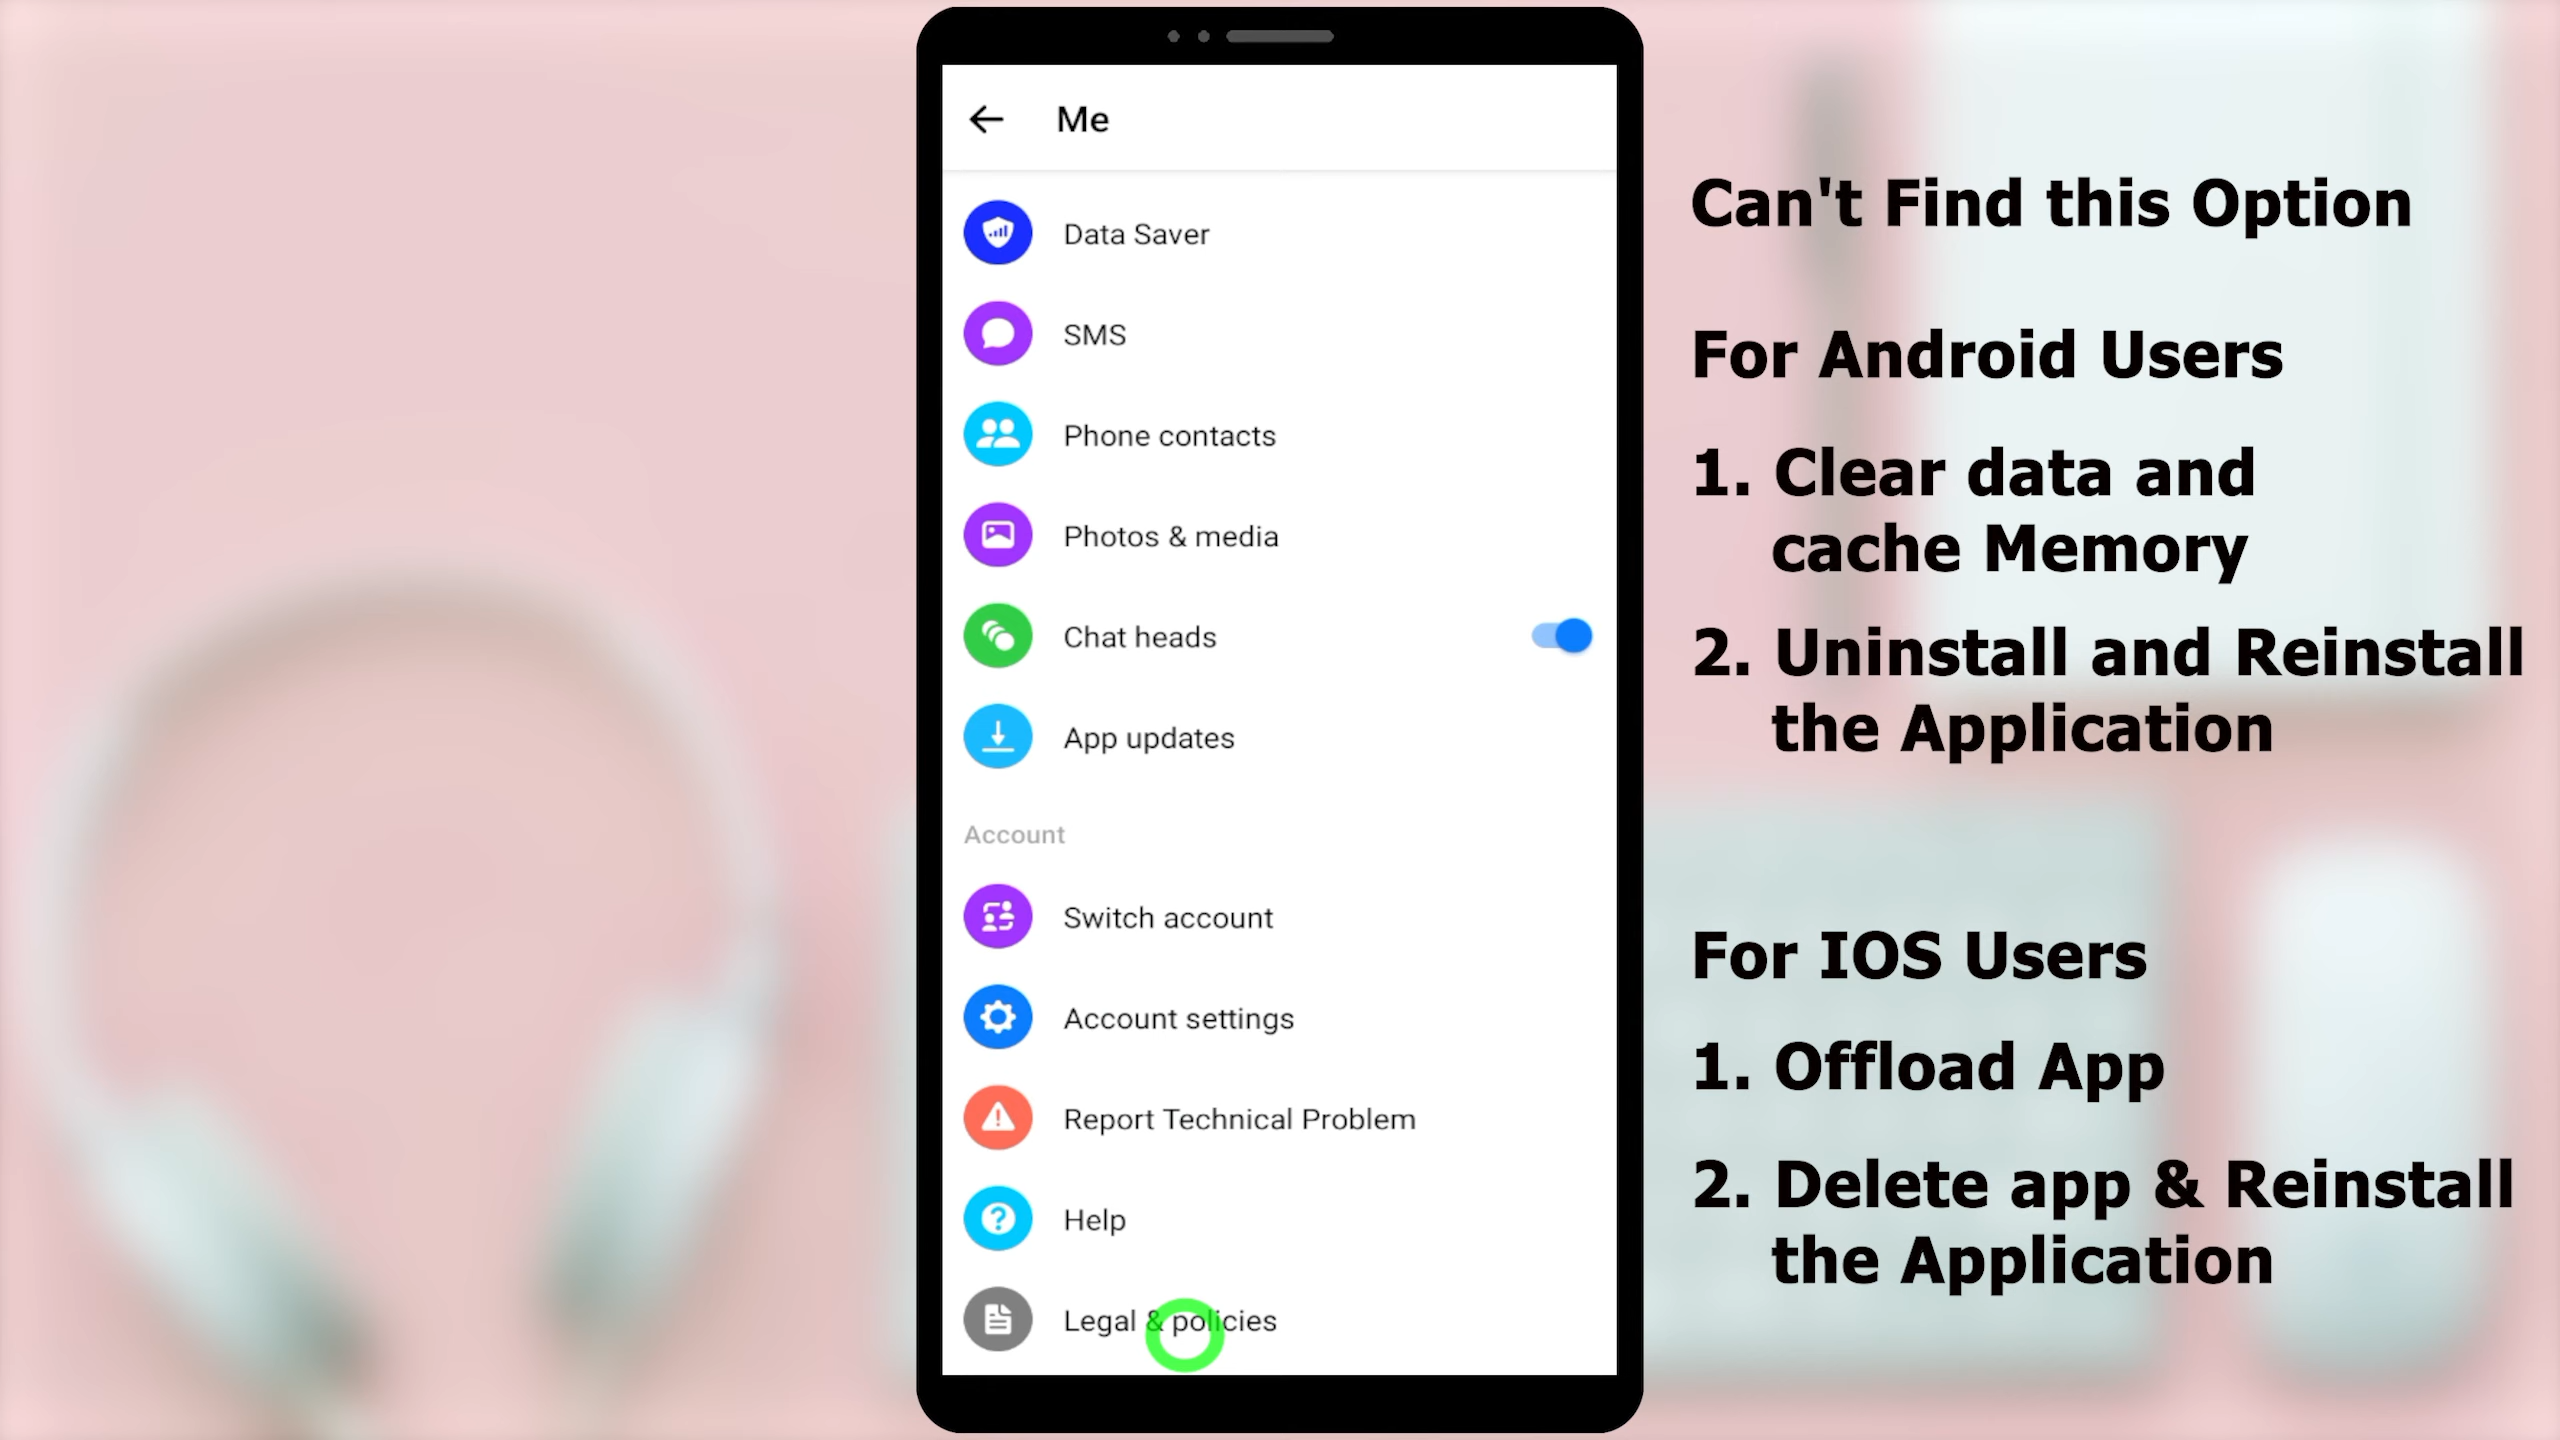 Me
Data Saver
SMS
Phone contacts
Photos & media
Chat heads
App updates
Account
Switch account
Account settings
Report Technical Problem
Help
Legal & policies
Can't Find this Option
For Android Users
1. Clear data and
cache Memory
2. Uninstall and Reinstall
the Application
For IOS Users
1. Offload App
2. Delete app & Reinstall
the Application